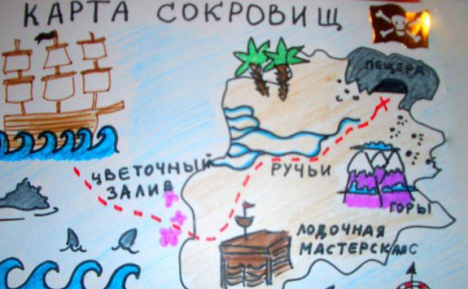 КАРТА СОКРОВИЩ
ПЕЩЕРА
ЦВЕТОЧНЫЙ
ЗАЛИВ
РУЧЬИ
ГОРЫ
ЛОДОЧНАЯ
МАСТЕРСКАЯ